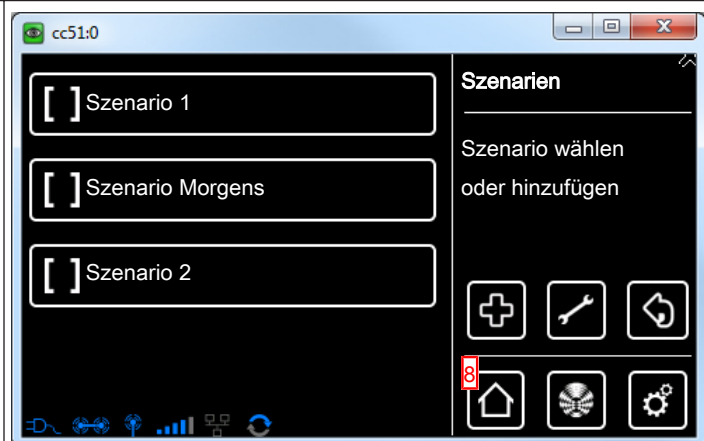 cc51:0
Szenario 1
Szenario Morgens
Szenario 2
Szenarien
Szenario wählen
oder hinzufügen
8